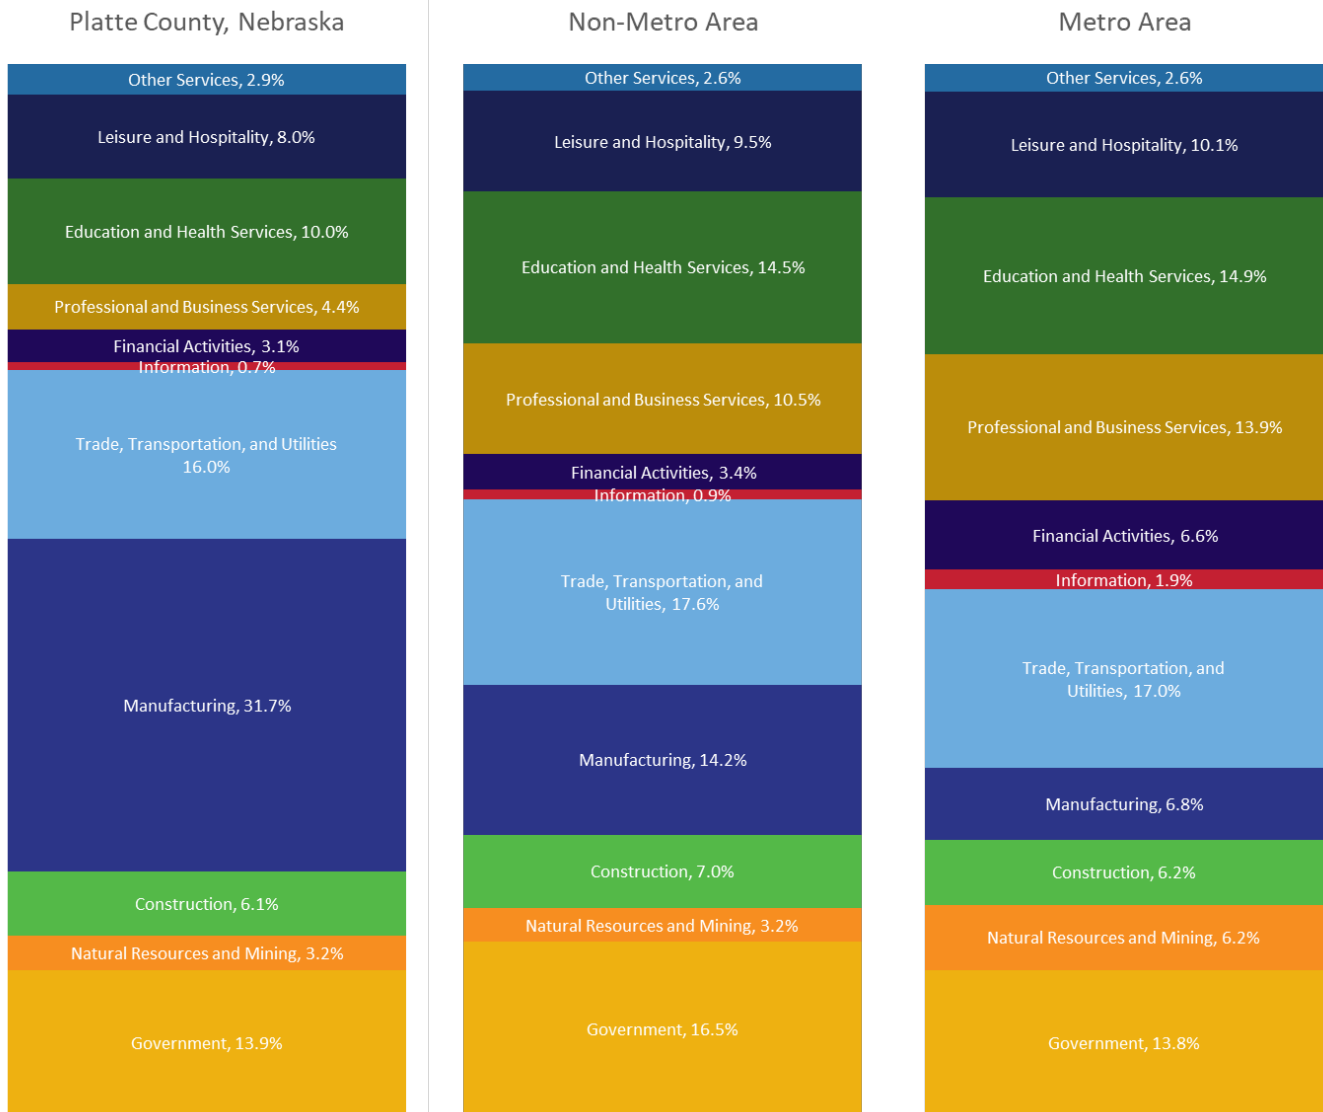 Platte County, Nebraska
Other Services, 2.9%
Leisure and Hospitality, 8.0%
Education and Health Services, 10.0%
Professional and Business Services, 4.4%
Financial Activities, 3.1%
Information, 0.7%
Trade, Transportation, and Utilities
16.0%
Manufacturing, 31.7%
Construction, 6.1%
Natural Resources and Mining, 3.2%
Government, 13.9%
Non-Metro Area
Other Services, 2.6%
Leisure and Hospitality, 9.5%
Education and Health Services, 14.5%
Professional and Business Services, 10.5%
Financial Activities, 3.4%
Information, 0.9%
Trade, Transportation, and
Utilities, 17.6%
Manufacturing, 14.2%
Construction, 7.0%
Natural Resources and Mining, 3.2%
Government, 16.5%
Metro Area
Other Services, 2.6%
Leisure and Hospitality, 10.1%
Education and Health Services, 14.9%
Professional and Business Services, 13.9%
Financial Activities, 6.6%
Information, 1.9%
Trade, Transportation, and
Utilities, 17.0%
Manufacturing, 6.8%
Construction, 6.2%
Natural Resources and Mining, 6.2%
Government, 13.8%